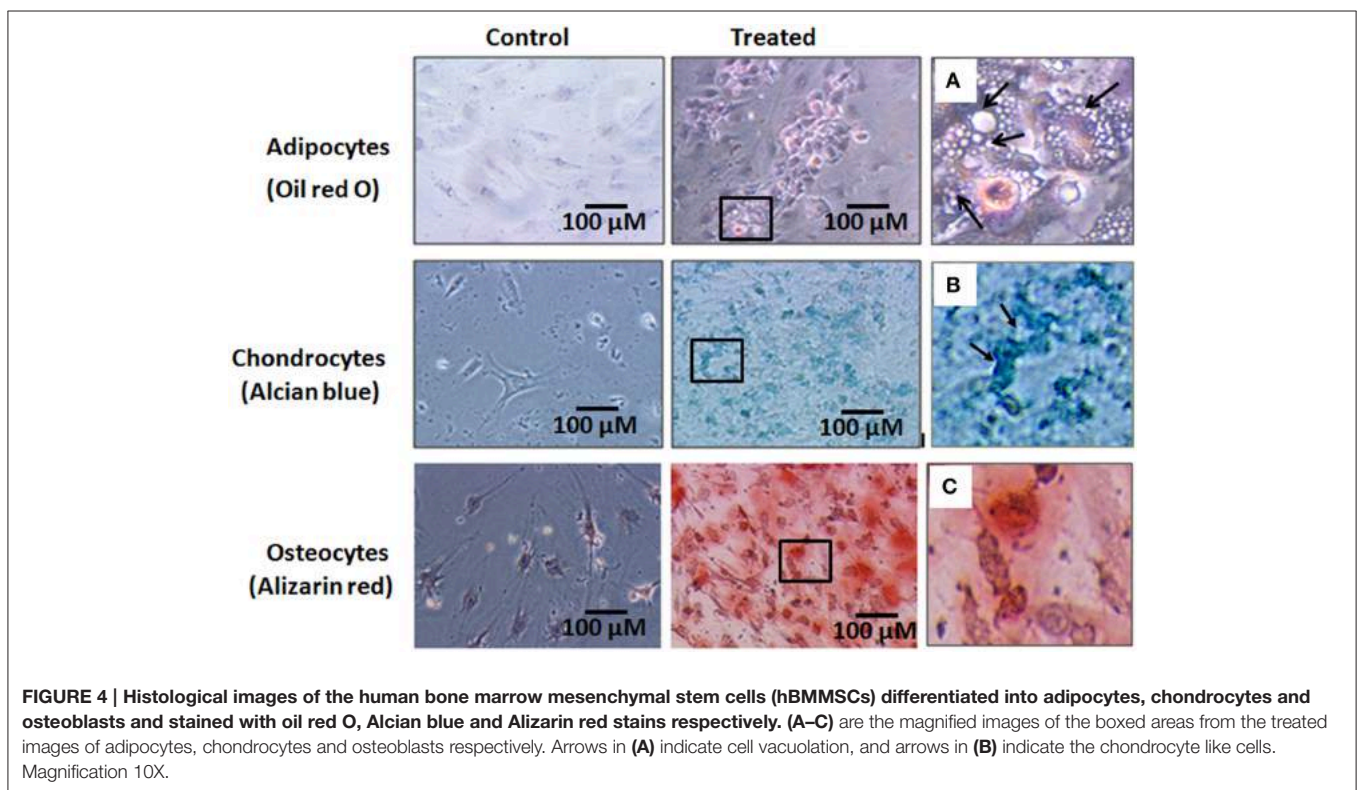 Control Treated
Adipocytes
(Oil red O)
100 µM
100 µM
A
Chondrocytes
(Alcian blue)
100 µM
100 µM
B
Osteocytes
(Alizarin red)
100 µM
100 µM
C
FIGURE 4 | Histological images of the human bone marrow mesenchymal stem cells (hBMMSCs) differentiated into adipocytes, chondrocytes and
osteoblasts and stained with oil red O, Alcian blue and Alizarin red stains respectively. (A–C) are the magnified images of the boxed areas from the treated
images of adipocytes, chondrocytes and osteoblasts respectively. Arrows in (A) indicate cell vacuolation, and arrows in (B) indicate the chondrocyte like cells.
Magnification 10X.